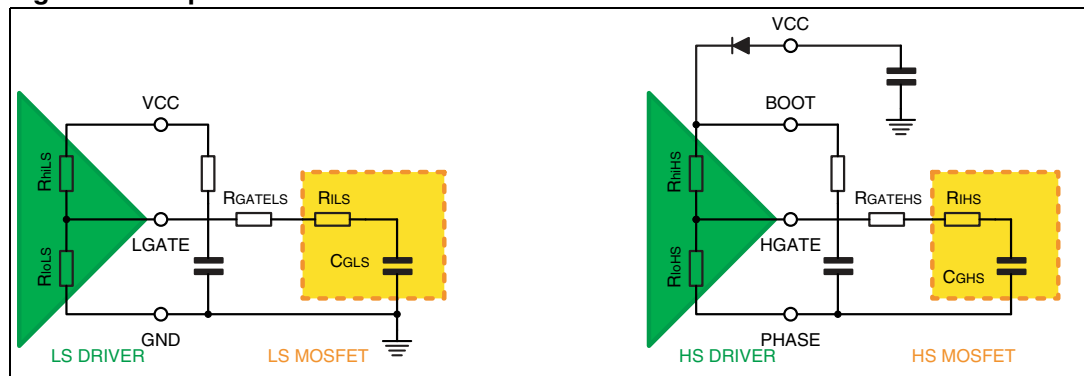 VCC
RhiLS
RGATELS
RILS
LGATE
RloLS
CGLS
GND
LS DRIVER
LS MOSFET
VCC
BOOT
RhiHS
RGATEHS
RIHS
HGATE
RloHS
CGHS
PHASE
HS DRIVER
HS MOSFET